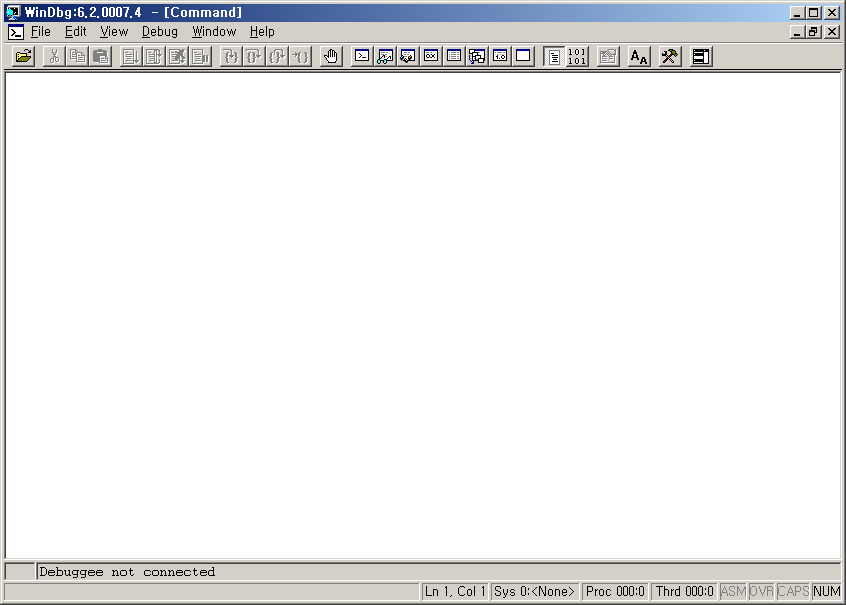 WinDbg:6.2.0007.4 - [Command]
File Edit View Debug Window Help
Debuggee not connected
Ln 1, Col 1 Sys 0:<None> Proc 000:0 Thrd 000:0 ASM OVR CAPS NUM